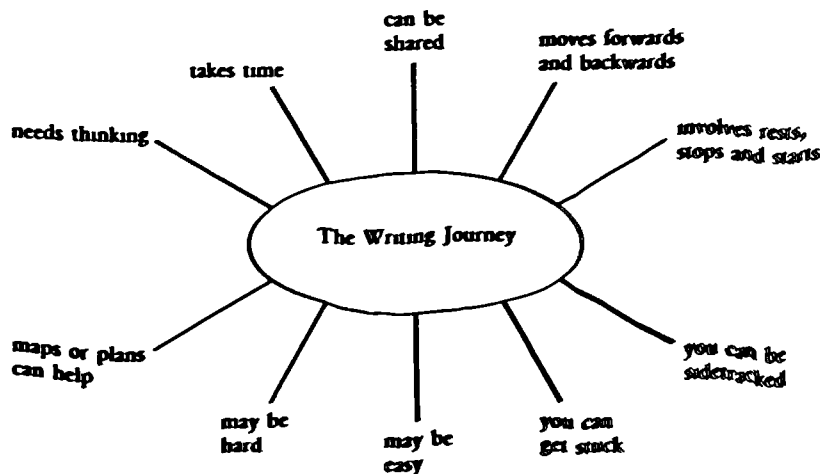 can be
shared
moves forwards
and backwards
takes time
needs thinking
involves rests,
stops and starts
The Writing Journey
maps or plans
can help
you can be
sidetracked
may be
hard
may be
easy
you can
get stuck